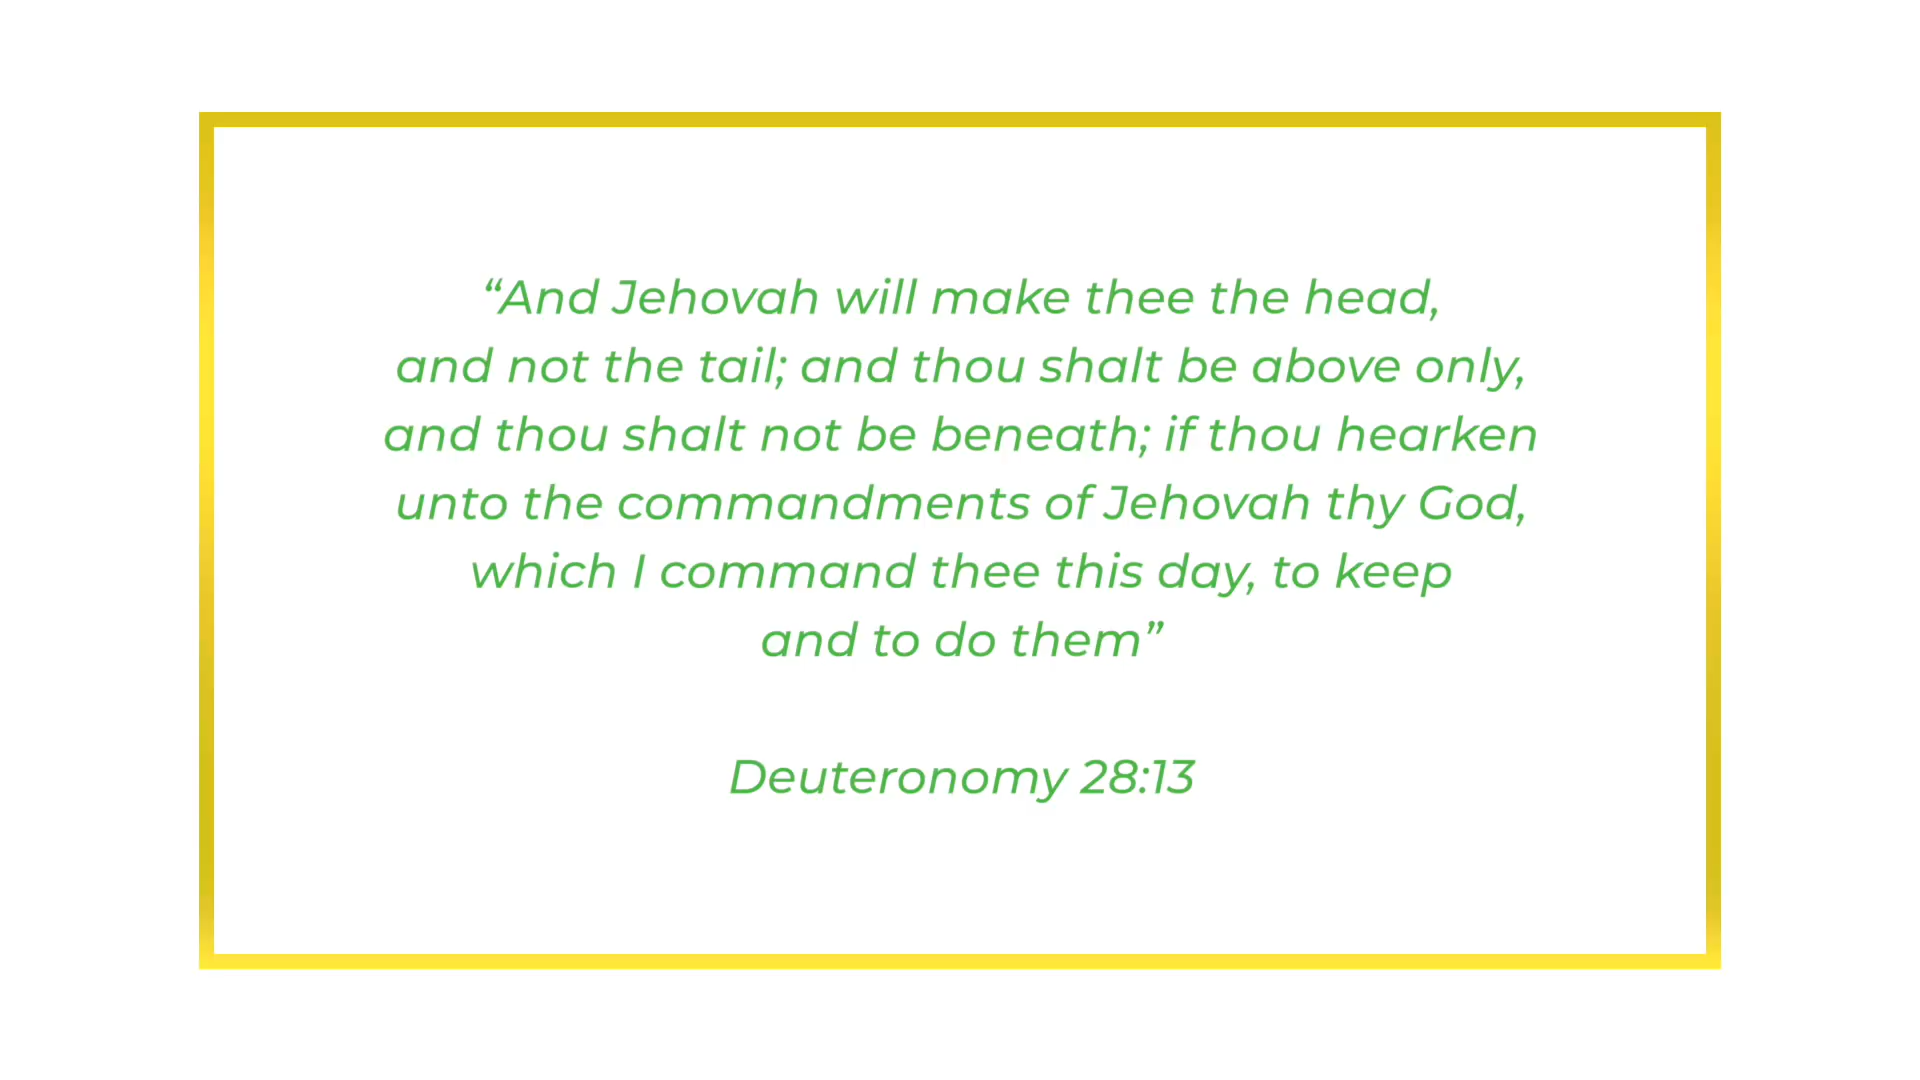 “And Jehovah will make thee the head,
and not the tail; and thou shalt be above only,
and thou shalt not be beneath; if thou hearken
unto the commandments of Jehovah thy God,
which I command thee this day, to keep
and to do them”
Deuteronomy 28:13